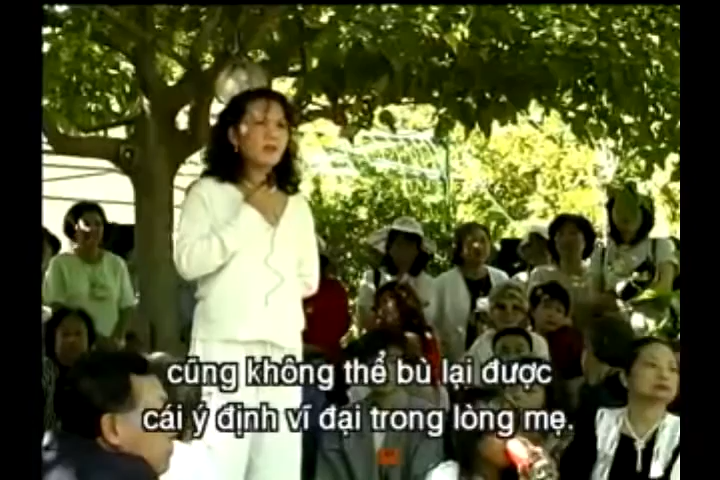 cũng không thể bù lại được
cái ý định vĩ đại trong lòng mẹ.